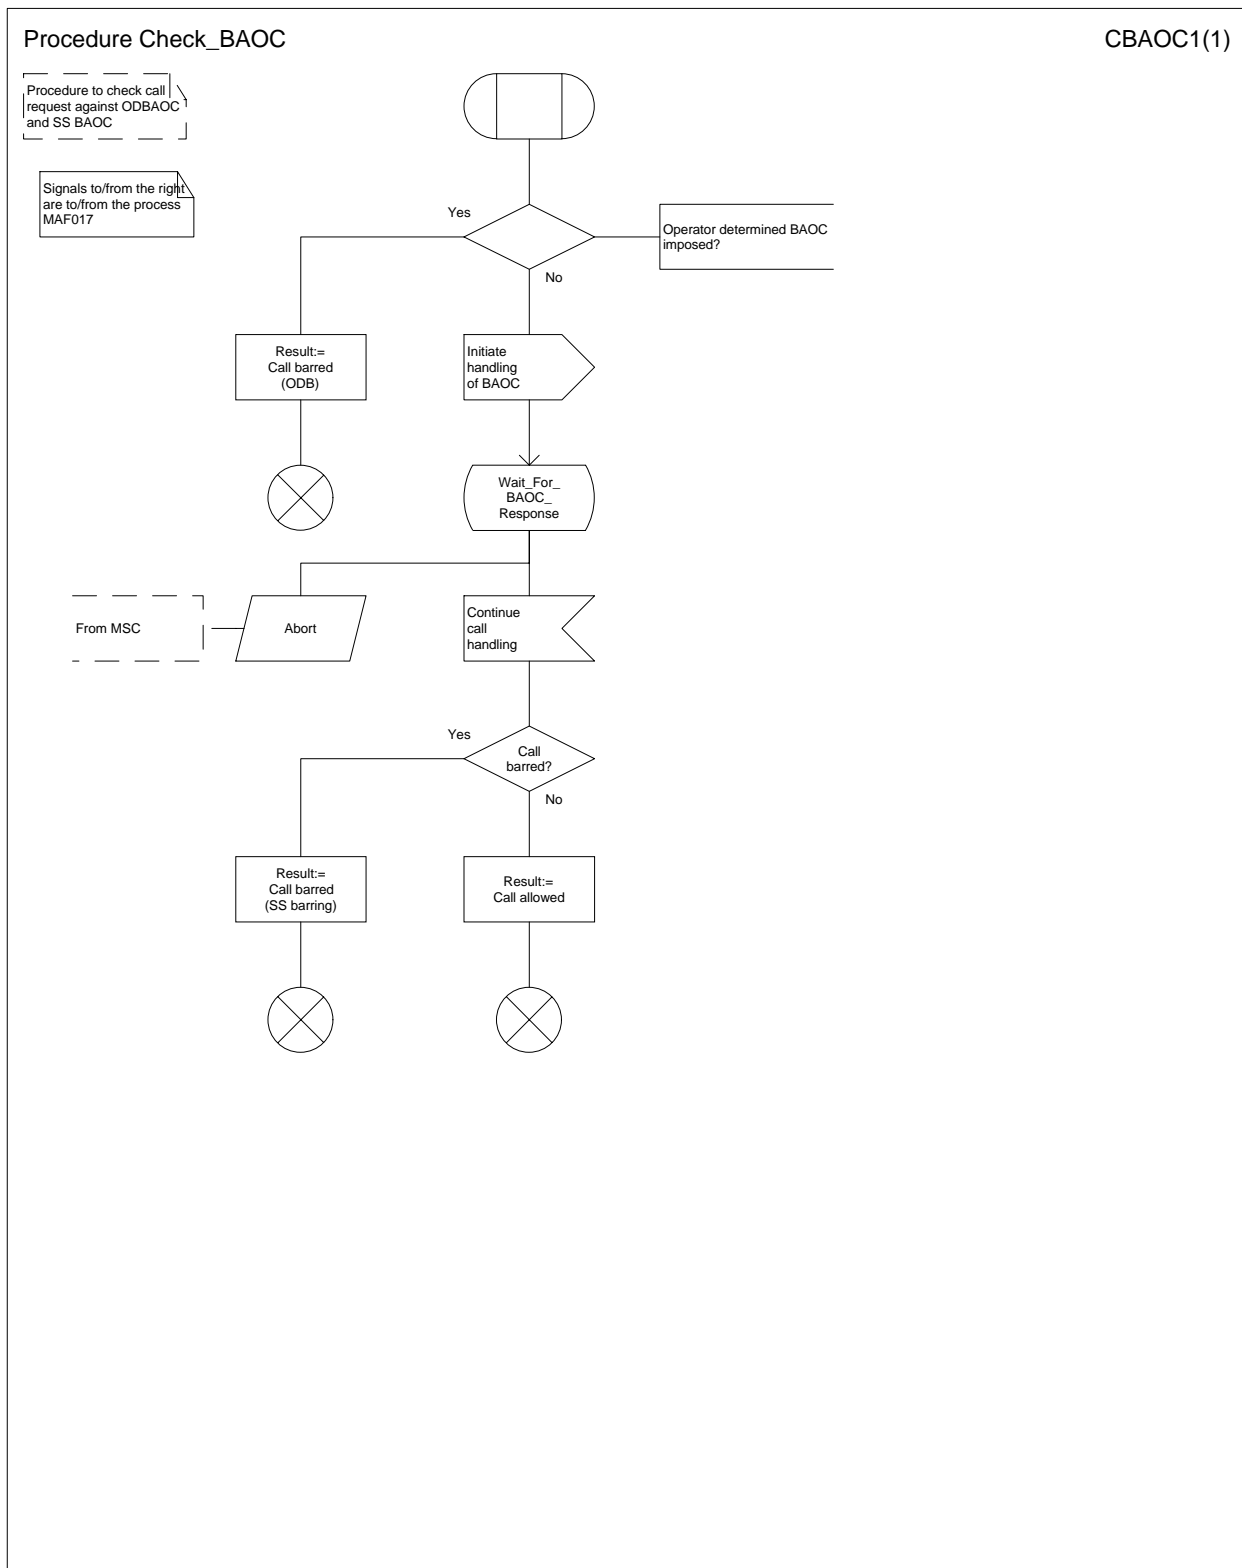 Procedure Check_BAOC
CBAOC1(1)
Procedure to check call
request against ODBAOC
and SS BAOC
Signals to/from the right
are to/from the process
MAF017
Yes
Operator determined BAOC
imposed?
No
Result:=
Call barred
(ODB)
Initiate
handling
of BAOC
Wait_For_
BAOC_
Response
From MSC
Abort
Continue
call
handling
Yes
Call
barred?
No
Result:=
Call barred
(SS barring)
Result:=
Call allowed